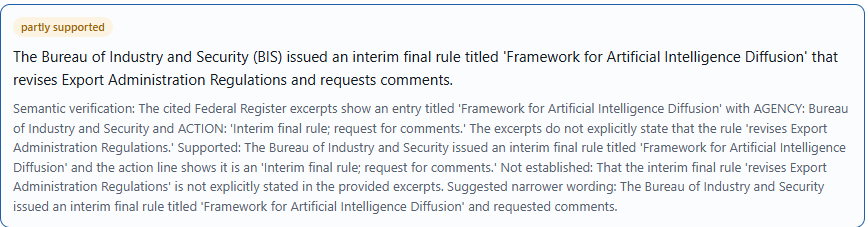 partly supported
The Bureau of Industry and Security (BIS) issued an interim final rule titled 'Framework for Artificial Intelligence Diffusion' that
revises Export Administration Regulations and requests comments.
Semantic verification: The cited Federal Register excerpts show an entry titled 'Framework for Artificial Intelligence Diffusion' with AGENCY: Bureau
of Industry and Security and ACTION: 'Interim final rule; request for comments.' The excerpts do not explicitly state that the rule 'revises Export
Administration Regulations.' Supported: The Bureau of Industry and Security issued an interim final rule titled 'Framework for Artificial Intelligence
Diffusion' and the action line shows it is an 'Interim final rule; request for comments.' Not established: That the interim final rule 'revises Export
Administration Regulations' is not explicitly stated in the provided excerpts. Suggested narrower wording: The Bureau of Industry and Security
issued an interim final rule titled 'Framework for Artificial Intelligence Diffusion' and requested comments.